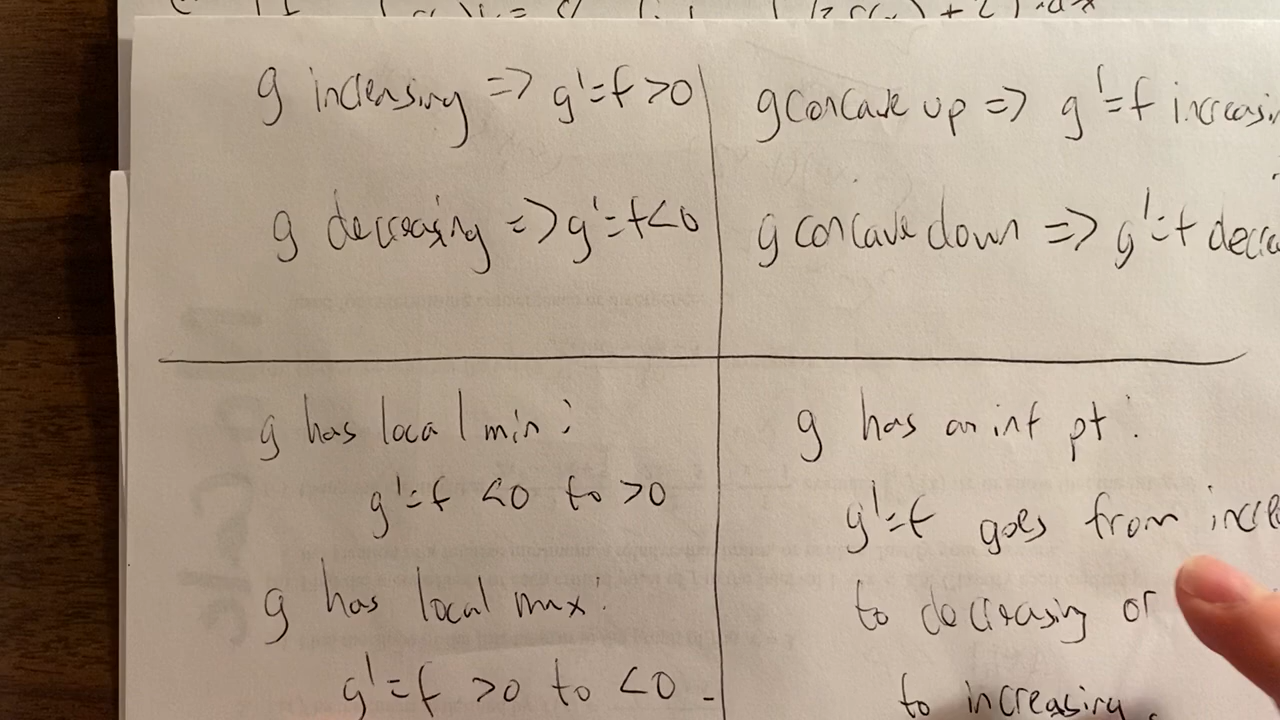 g increasing => g'=f >0
g decreasing => g'=f<0
g concave up => g'=f increasi
g concave down => g'=f decre
g has local min:
g'=f <0 to >0
g has local max:
g'=f >0 to <0
g has an inf pt:
g'=f goes from incre
to decreasing or
to increasing.